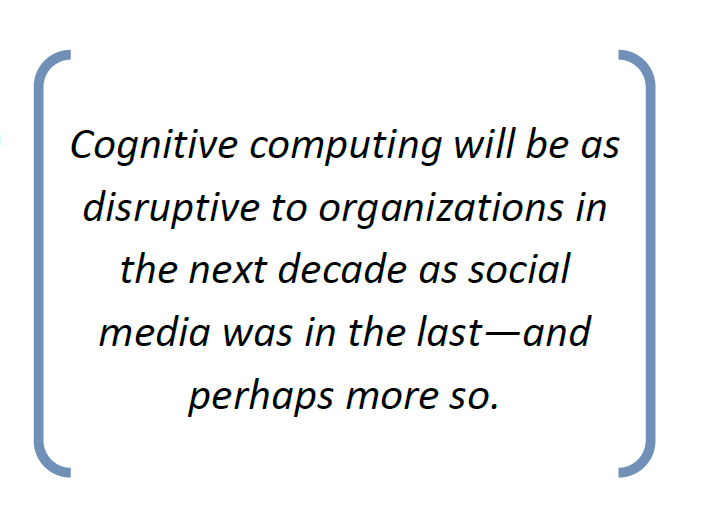 Cognitive computing will be as
disruptive to organizations in
the next decade as social
media was in the last—and
perhaps more so.